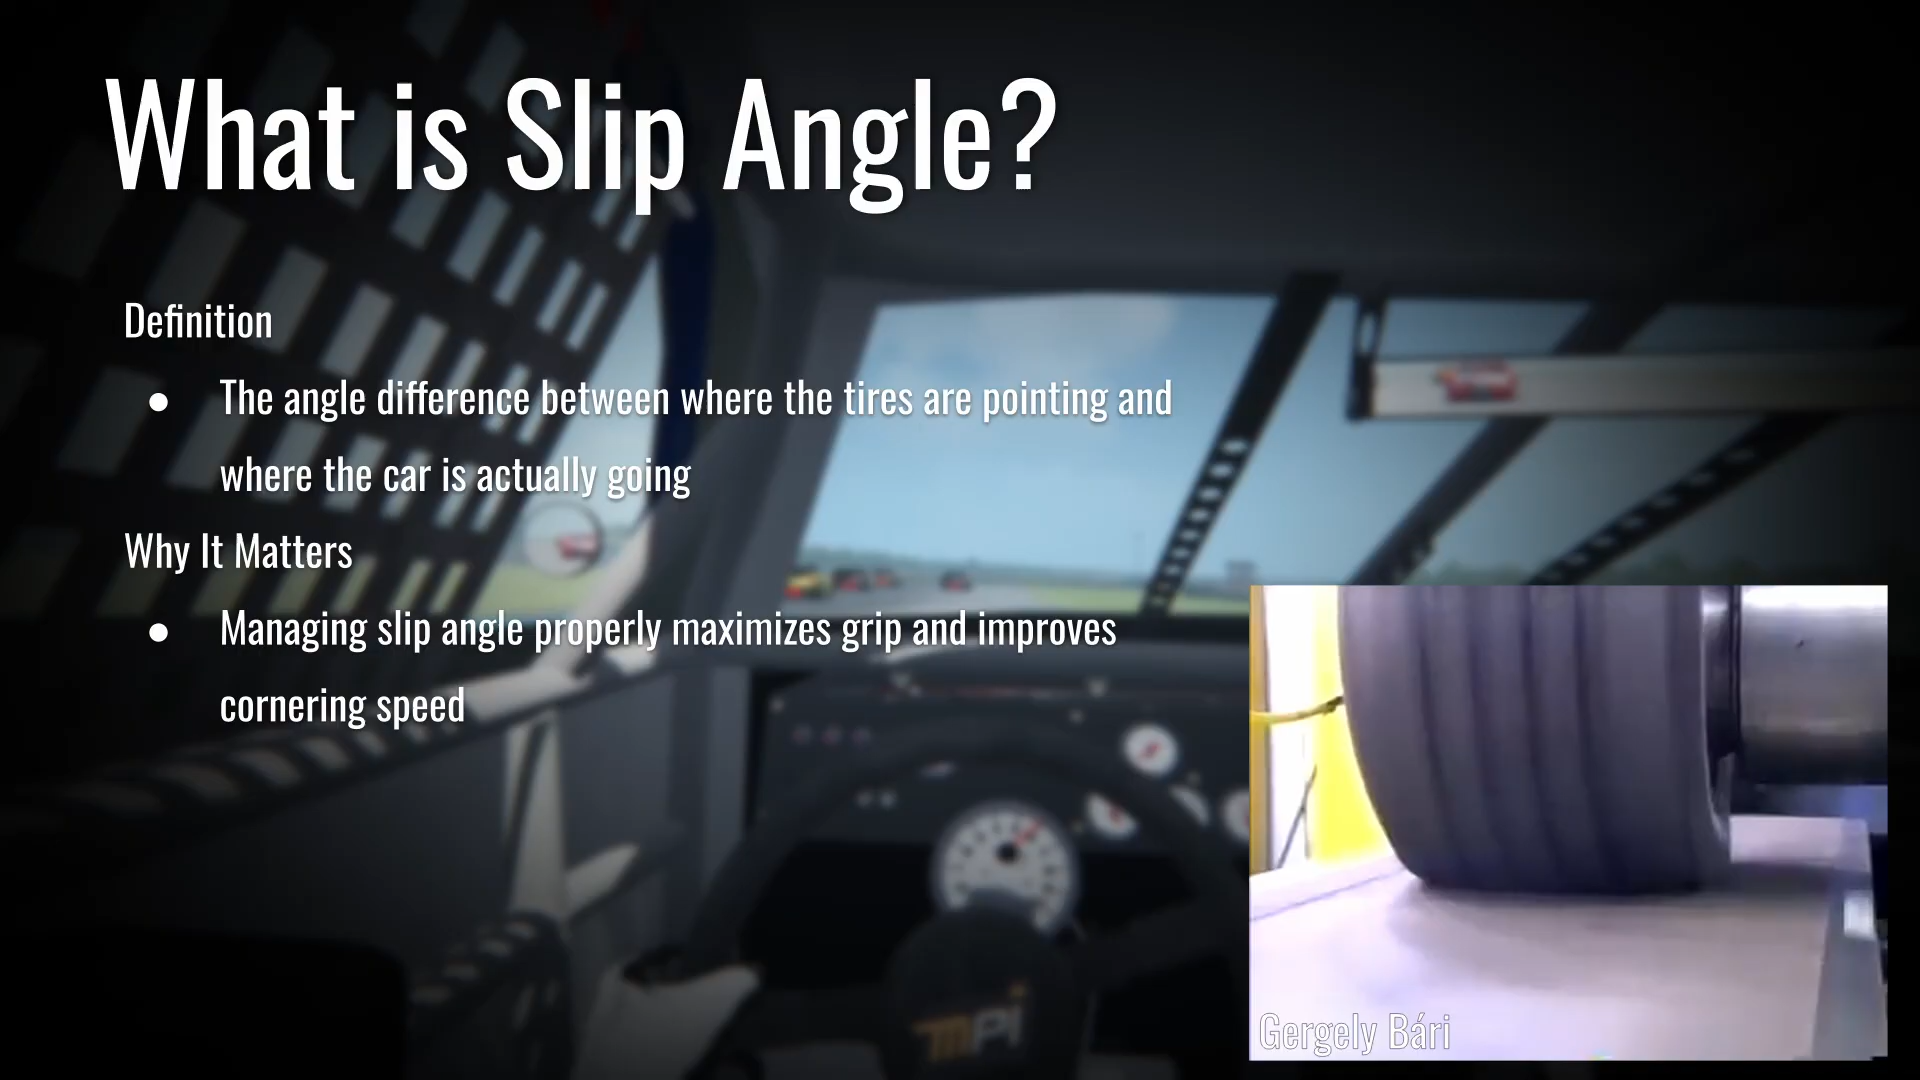 What is Slip Angle?
Definition
● The angle difference between where the tires are pointing and
where the car is actually going
Why It Matters
● Managing slip angle properly maximizes grip and improves
cornering speed
mPi
Gergely Bári